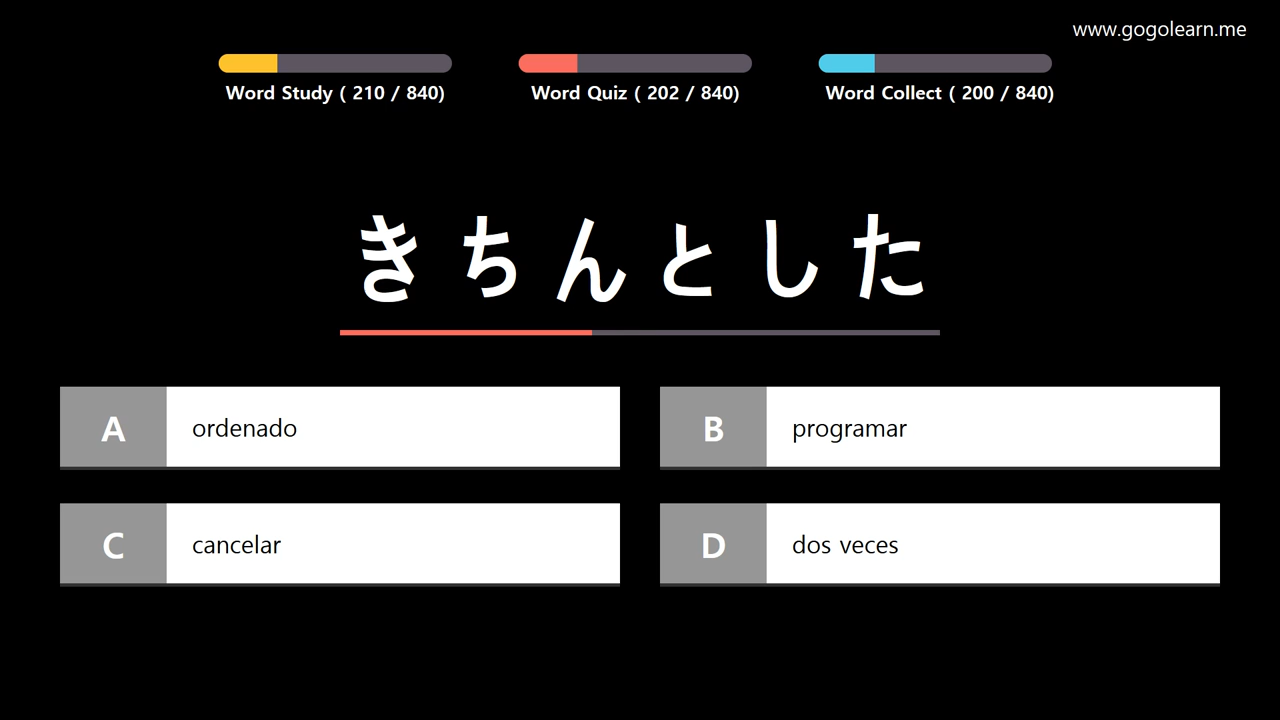 www.gogolearn.me
Word Study ( 210 / 840)
Word Quiz ( 202 / 840)
Word Collect ( 200 / 840)
きちんとした
A ordenado
B programar
C cancelar
D dos veces